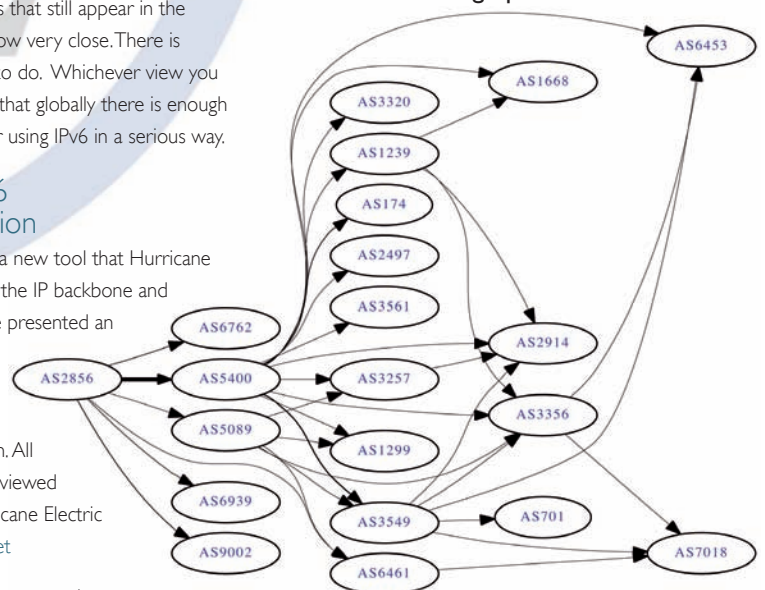 s that still appear in the
ow very close. There is
to do. Whichever view you
that globally there is enough
using IPv6 in a serious way.
6
ion
a new tool that Hurricane
the IP backbone and
presented an
n. All
viewed
cane Electric
et
AS2856
AS6762
AS5400
AS5089
AS6939
AS9002
AS3320
AS1239
AS174
AS2497
AS3561
AS3257
AS1299
AS3549
AS6461
AS1668
AS2914
AS3356
AS701
AS6453
AS7018